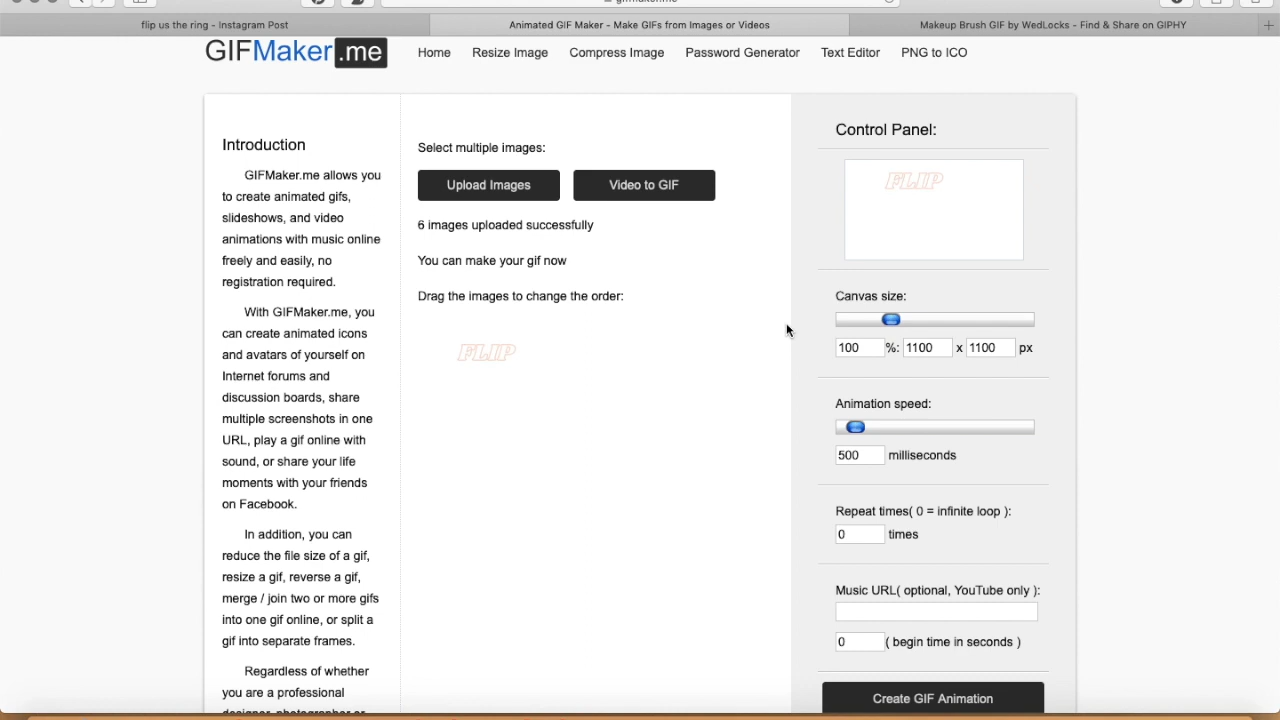 flip us the ring - Instagram Post
Animated GIF Maker - Make GIFs from Images or Videos
Makeup Brush GIF by WedLocks - Find & Share on GIPHY
GIFMaker.me
Home
Resize Image
Compress Image
Password Generator
Text Editor
PNG to ICO
Introduction
GIFMaker.me allows you
to create animated gifs,
slideshows, and video
animations with music online
freely and easily, no
registration required.
With GIFMaker.me, you
can create animated icons
and avatars of yourself on
Internet forums and
discussion boards, share
multiple screenshots in one
URL, play a gif online with
sound, or share your life
moments with your friends
on Facebook.
In addition, you can
reduce the file size of a gif,
resize a gif, reverse a gif,
merge / join two or more gifs
into one gif online, or split a
gif into separate frames.
Regardless of whether
you are a professional
Select multiple images:
Upload Images
Video to GIF
6 images uploaded successfully
You can make your gif now
Drag the images to change the order:
FLIP
Control Panel:
FLIP
Canvas size:
100 %: 1100 x 1100 px
Animation speed:
500 milliseconds
Repeat times( 0 = infinite loop ):
0 times
Music URL( optional, YouTube only ):
0 ( begin time in seconds )
Create GIF Animation